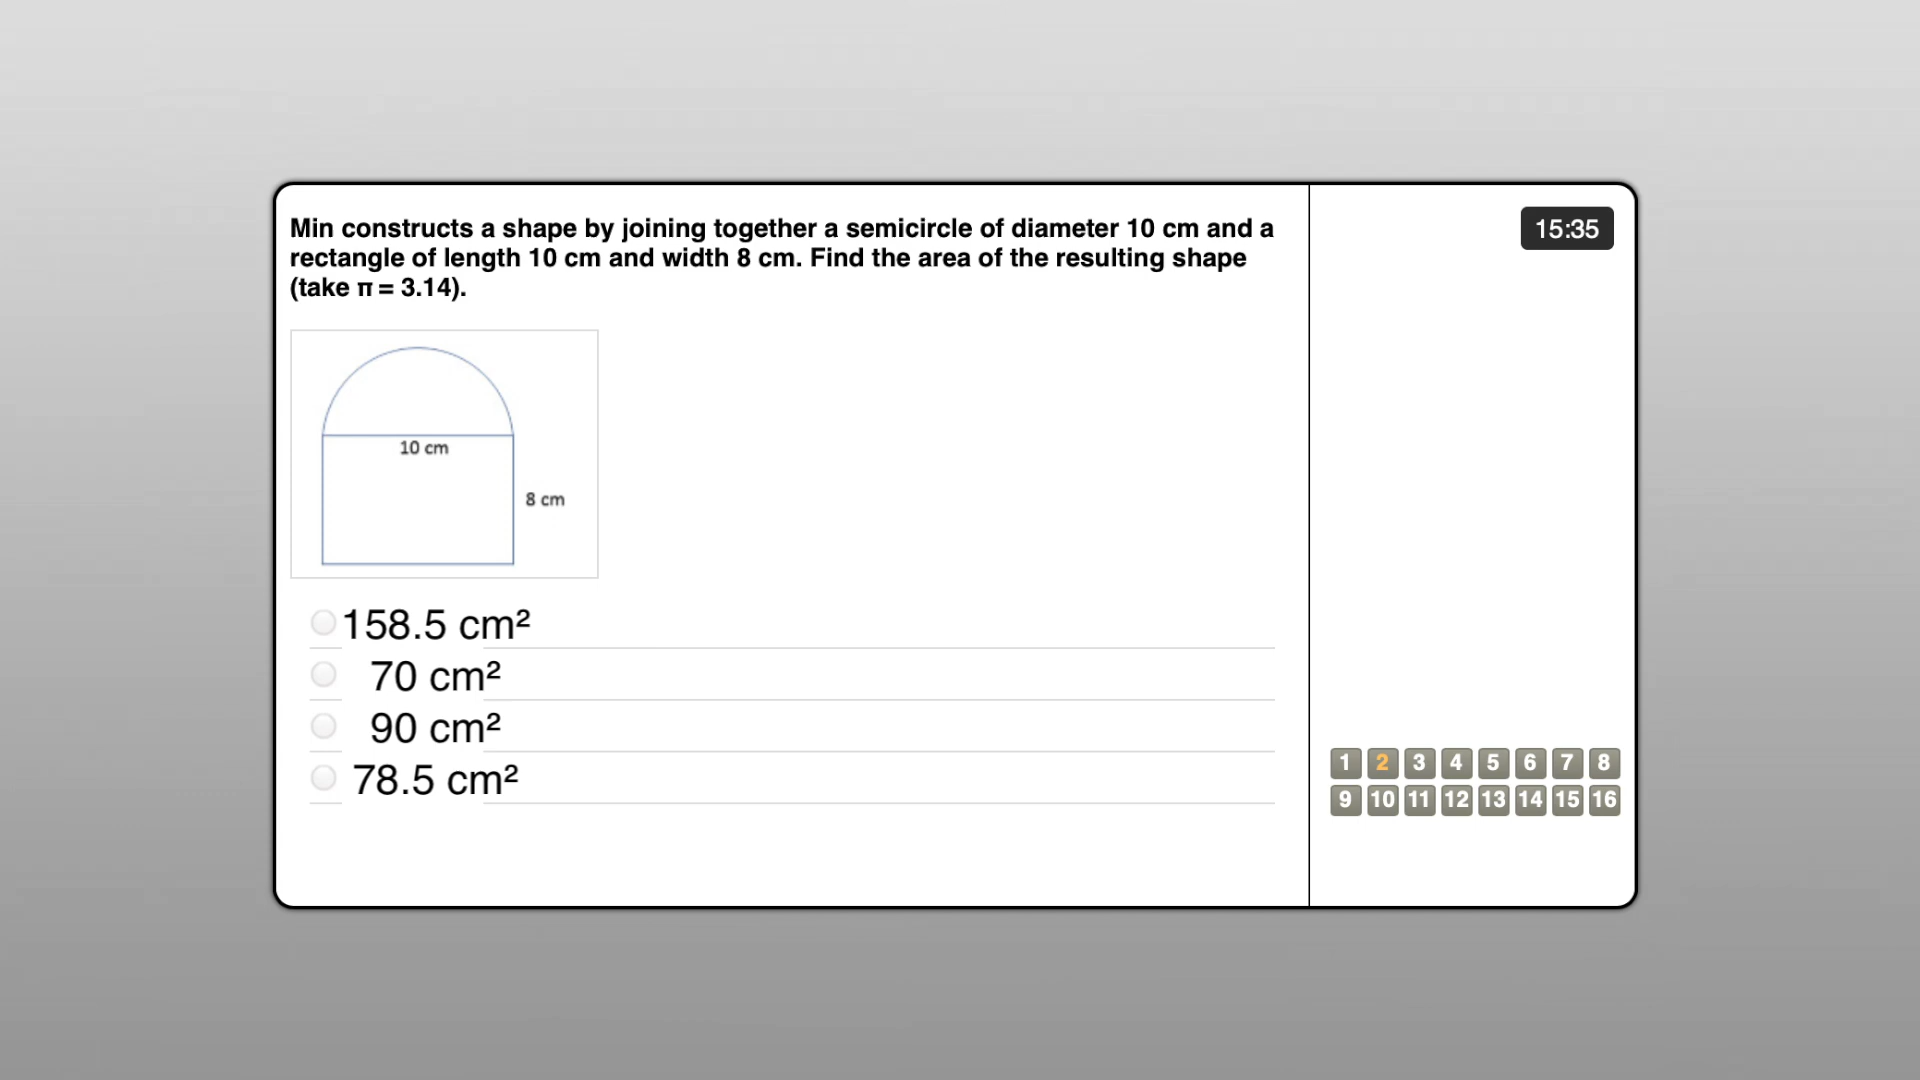 Min constructs a shape by joining together a semicircle of diameter 10 cm and a
rectangle of length 10 cm and width 8 cm. Find the area of the resulting shape
(take π = 3.14).
15:35
10 cm
8 cm
158.5 cm²
70 cm²
90 cm²
78.5 cm²
1 2 3 4 5 6 7 8
9 10 11 12 13 14 15 16